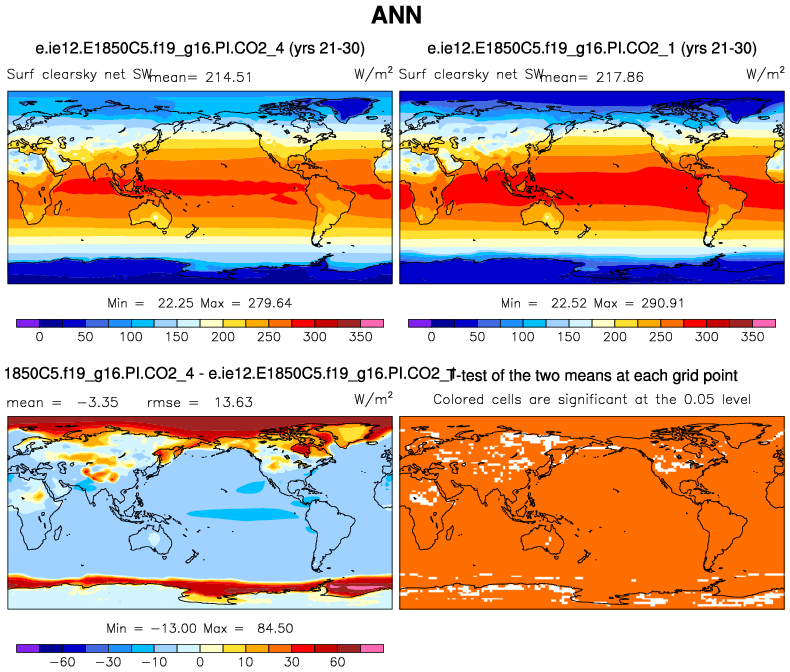 ANN
e.ie12.E1850C5.f19_g16.PI.CO2_4 (yrs 21-30)
Surf clearsky net SW mean= 214.51 W/m2
Min = 22.25 Max = 279.64
0 50 100 150 200 250 300 350
e.ie12.E1850C5.f19_g16.PI.CO2_1 (yrs 21-30)
Surf clearsky net SW mean= 217.86 W/m2
Min = 22.52 Max = 290.91
0 50 100 150 200 250 300 350
1850C5.f19_g16.PI.CO2_4 - e.ie12.E1850C5.f19_g16.PI.CO2_1
mean = -3.35 rmse = 13.63 W/m2
Min = -13.00 Max = 84.50
-60 -30 -10 0 10 30 60
T-test of the two means at each grid point
Colored cells are significant at the 0.05 level